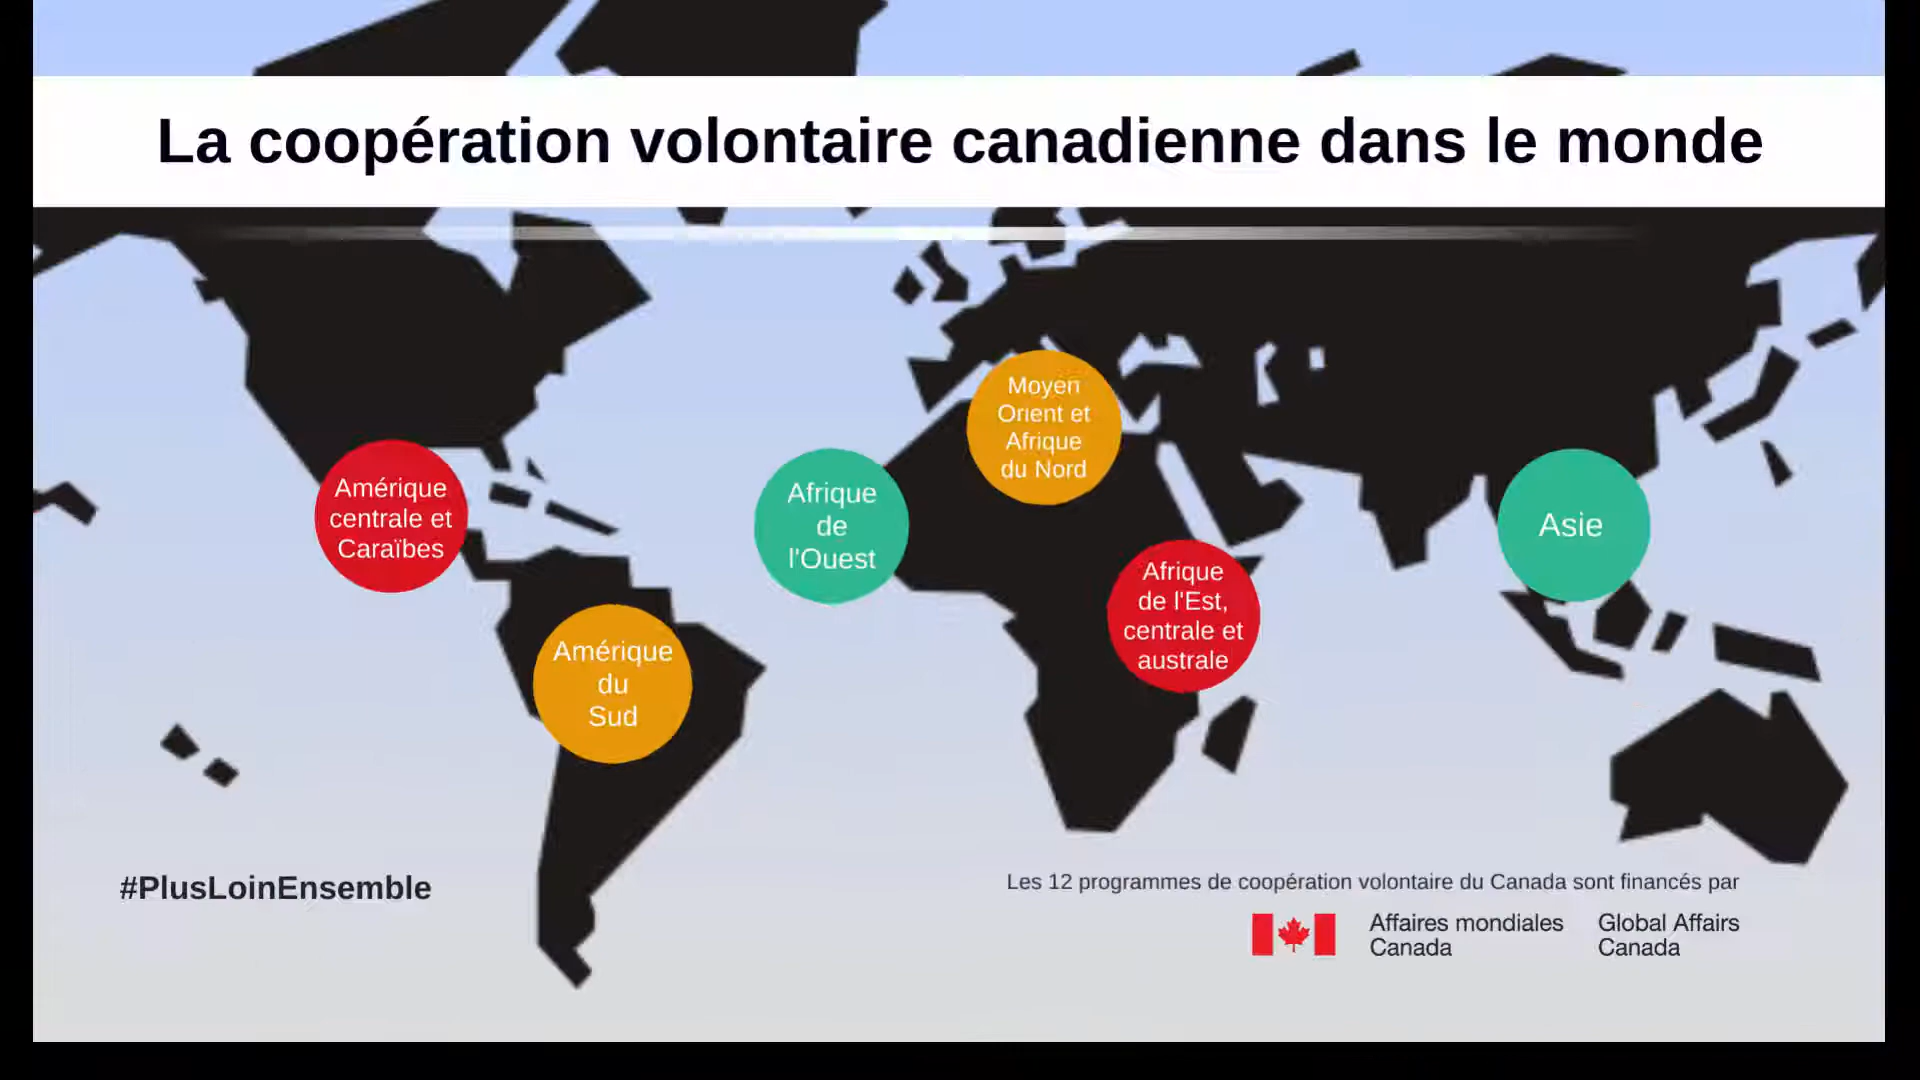 La coopération volontaire canadienne dans le monde
Moyen
Orient et
Afrique
du Nord
Amérique
centrale et
Caraïbes
Afrique
de
l'Ouest
Asie
Afrique
de l'Est,
centrale et
australe
Amérique
du
Sud
#PlusLoinEnsemble
Les 12 programmes de coopération volontaire du Canada sont financés par
Affaires mondiales
Canada
Global Affairs
Canada